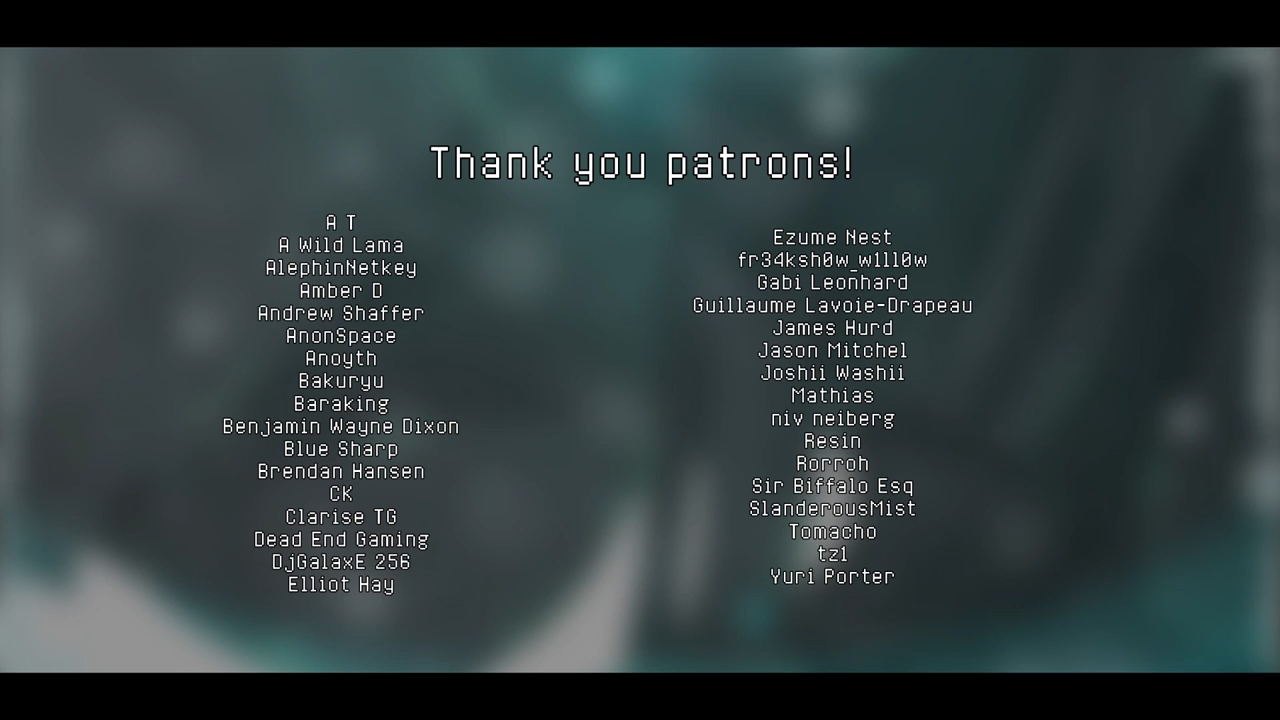 Thank you patrons!
A T
A Wild Lama
AlephinNetkey
Amber D
Andrew Shaffer
AnonSpace
Anoyth
Bakuryu
Baraking
Benjamin Wayne Dixon
Blue Sharp
Brendan Hansen
CK
Clarise TG
Dead End Gaming
DjGalaxE 256
Elliot Hay
Ezume Nest
fr34ksh0w_w1ll0w
Gabi Leonhard
Guillaume Lavoie-Drapeau
James Hurd
Jason Mitchel
Joshii Washii
Mathias
niv neiberg
Resin
Rorroh
Sir Biffalo Esq
SlanderousMist
Tomacho
tz1
Yuri Porter